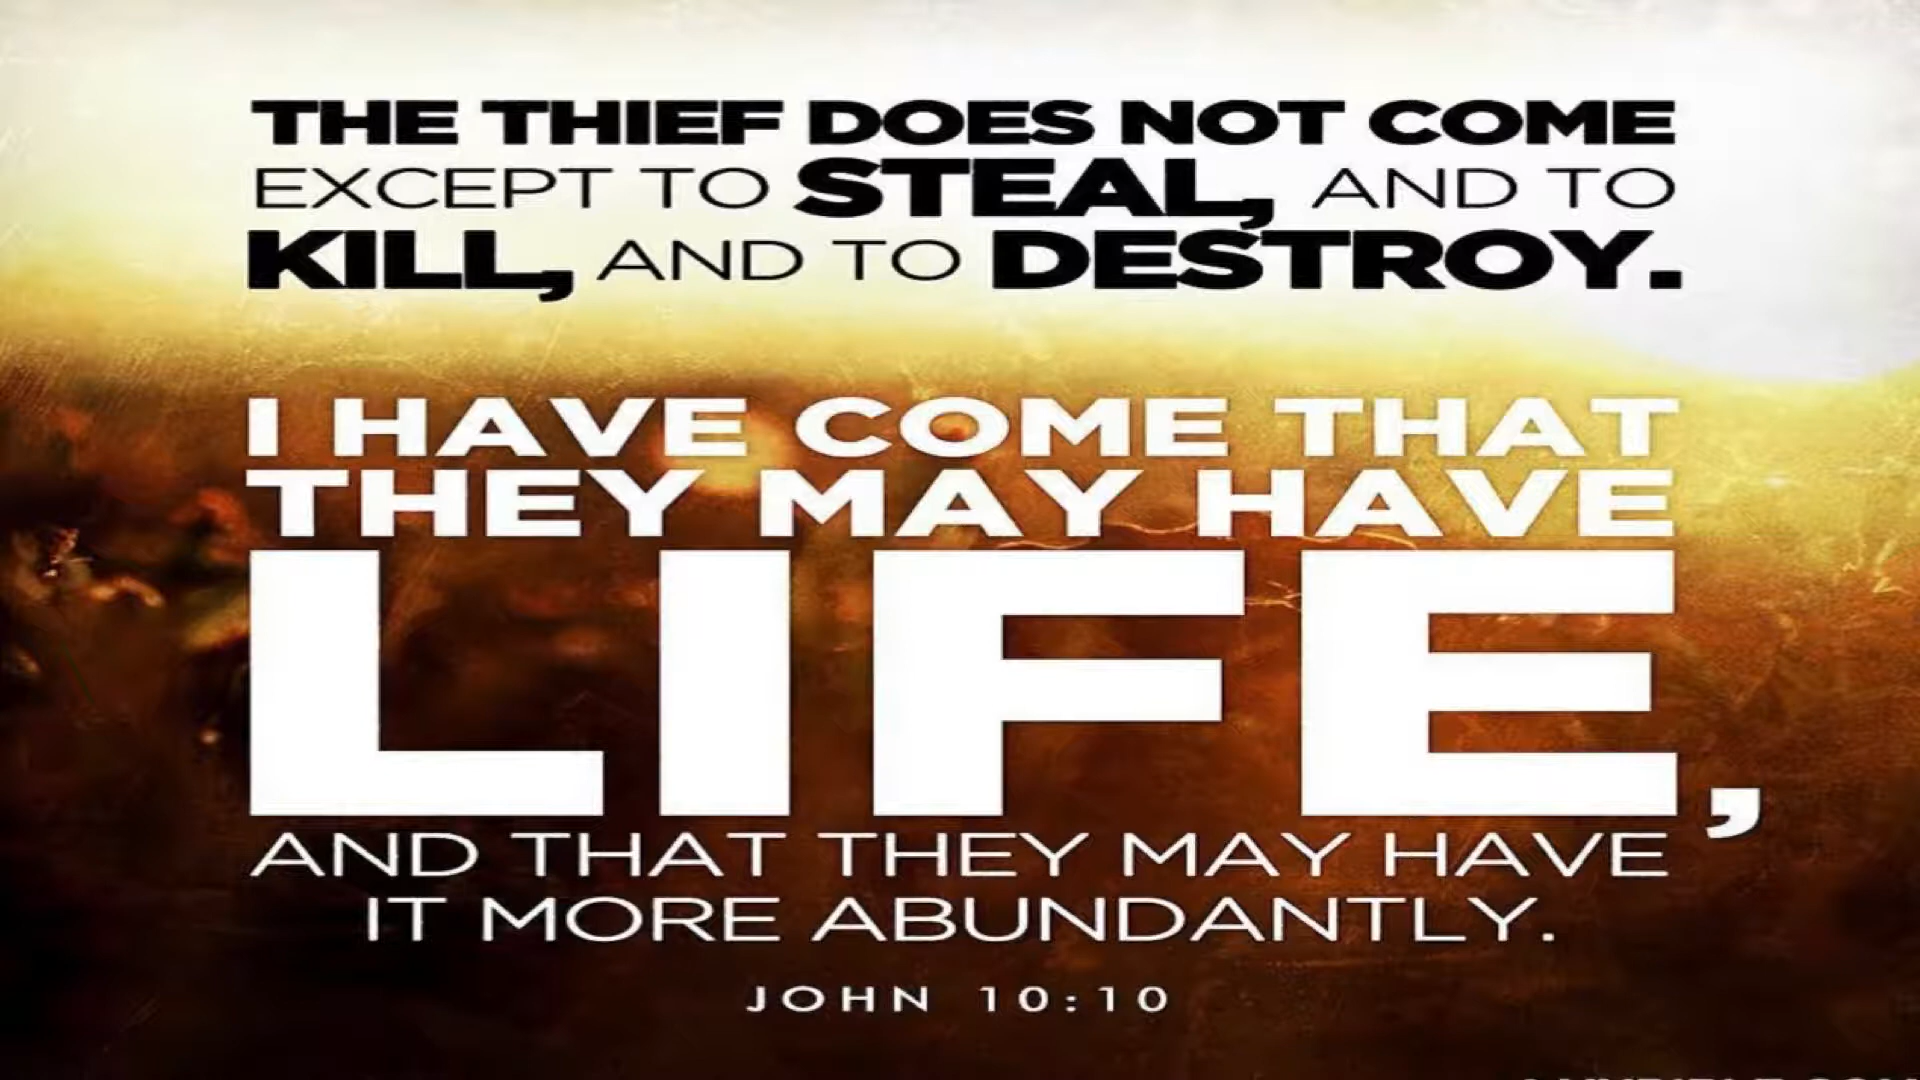 THE THIEF DOES NOT COME
EXCEPT TO STEAL, AND TO
KILL, AND TO DESTROY.
I HAVE COME THAT
THEY MAY HAVE
LIFE,
AND THAT THEY MAY HAVE
IT MORE ABUNDANTLY.
JOHN 10:10